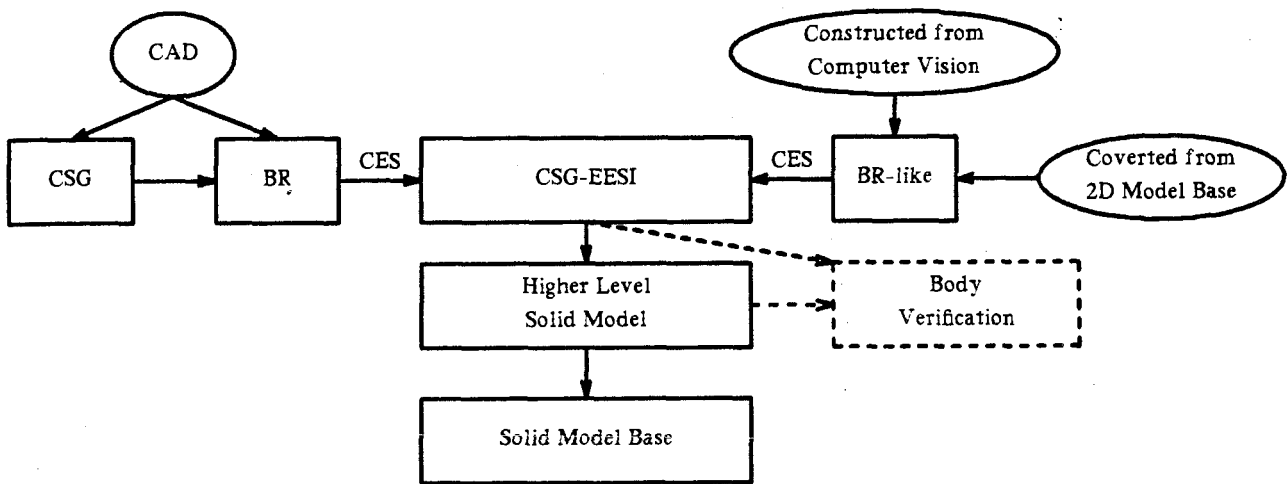 CAD
Constructed from
Computer Vision
CSG
BR
CES
CSG-EESI
CES
BR-like
Coverted from
2D Model Base
Higher Level
Solid Model
Body
Verification
Solid Model Base